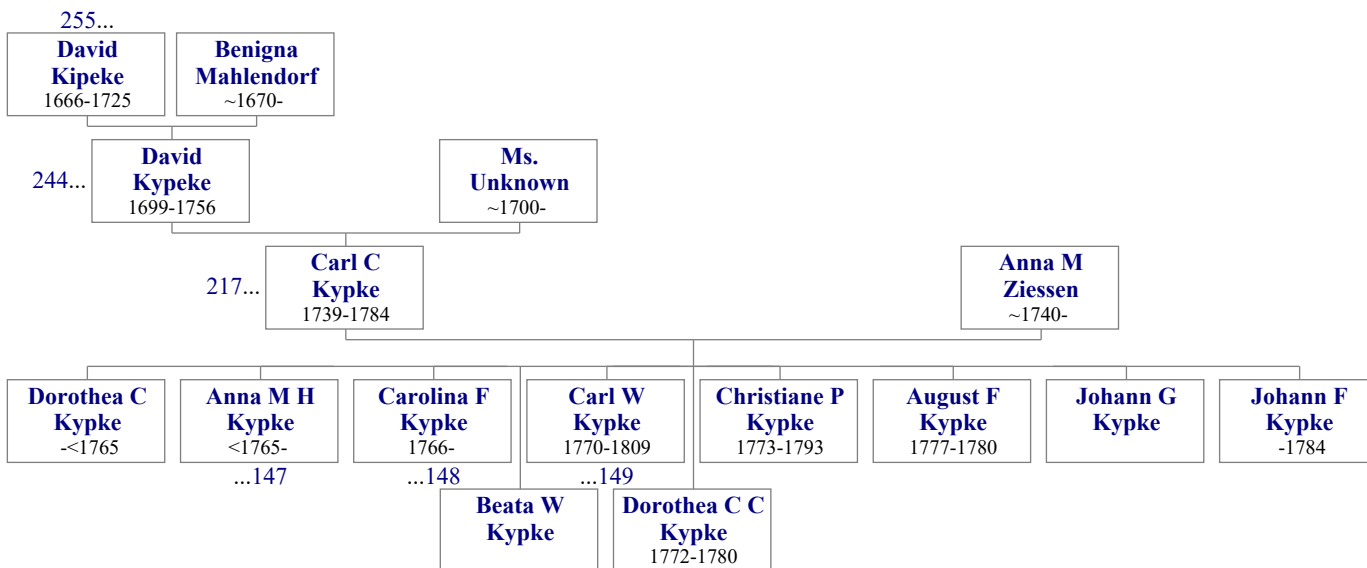 255...
David
Kipeke
1666-1725
Benigna
Mahlendorf
~1670-
244...
David
Kypeke
1699-1756
Ms.
Unknown
~1700-
217...
Carl C
Kypke
1739-1784
Anna M
Ziessen
~1740-
Dorothea C
Kypke
-<1765
Anna M H
Kypke
<1765-
...147
Carolina F
Kypke
1766-
...148
Carl W
Kypke
1770-1809
...149
Christiane P
Kypke
1773-1793
August F
Kypke
1777-1780
Johann G
Kypke
Johann F
Kypke
-1784
Beata W
Kypke
Dorothea C C
Kypke
1772-1780